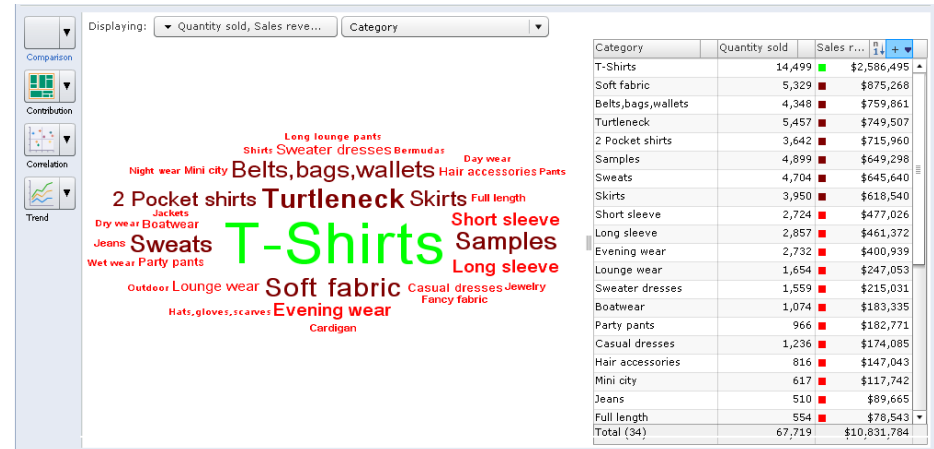 Displaying: Quantity sold, Sales reve... Category
Comparison
Contribution
Correlation
Trend
Long lounge pants
Shirts Sweater dresses Bermudas
Day wear
Night wear Mini city Belts,bags,wallets Hair accessories Pants
2 Pocket shirts Turtleneck Skirts Full length
Jackets
Dry wear Boatwear T-Shirts Short sleeve
Jeans Sweats Samples
Wet wear Party pants Long sleeve
Outdoor Lounge wear Soft fabric Casual dresses Jewelry
Fancy fabric
Hats,gloves,scarves Evening wear
Cardigan
Category Quantity sold Sales r...
T-Shirts 14,499 $2,586,495
Soft fabric 5,329 $875,268
Belts,bags,wallets 4,348 $759,861
Turtleneck 5,457 $749,507
2 Pocket shirts 3,642 $715,960
Samples 4,899 $649,298
Sweats 4,704 $645,640
Skirts 3,950 $618,540
Short sleeve 2,724 $477,026
Long sleeve 2,857 $461,372
Evening wear 2,732 $400,939
Lounge wear 1,654 $247,053
Sweater dresses 1,559 $215,031
Boatwear 1,074 $183,335
Party pants 966 $182,771
Casual dresses 1,236 $174,085
Hair accessories 816 $147,043
Mini city 617 $117,742
Jeans 510 $89,665
Full length 554 $78,543
Total (34) 67,719 $10,831,784